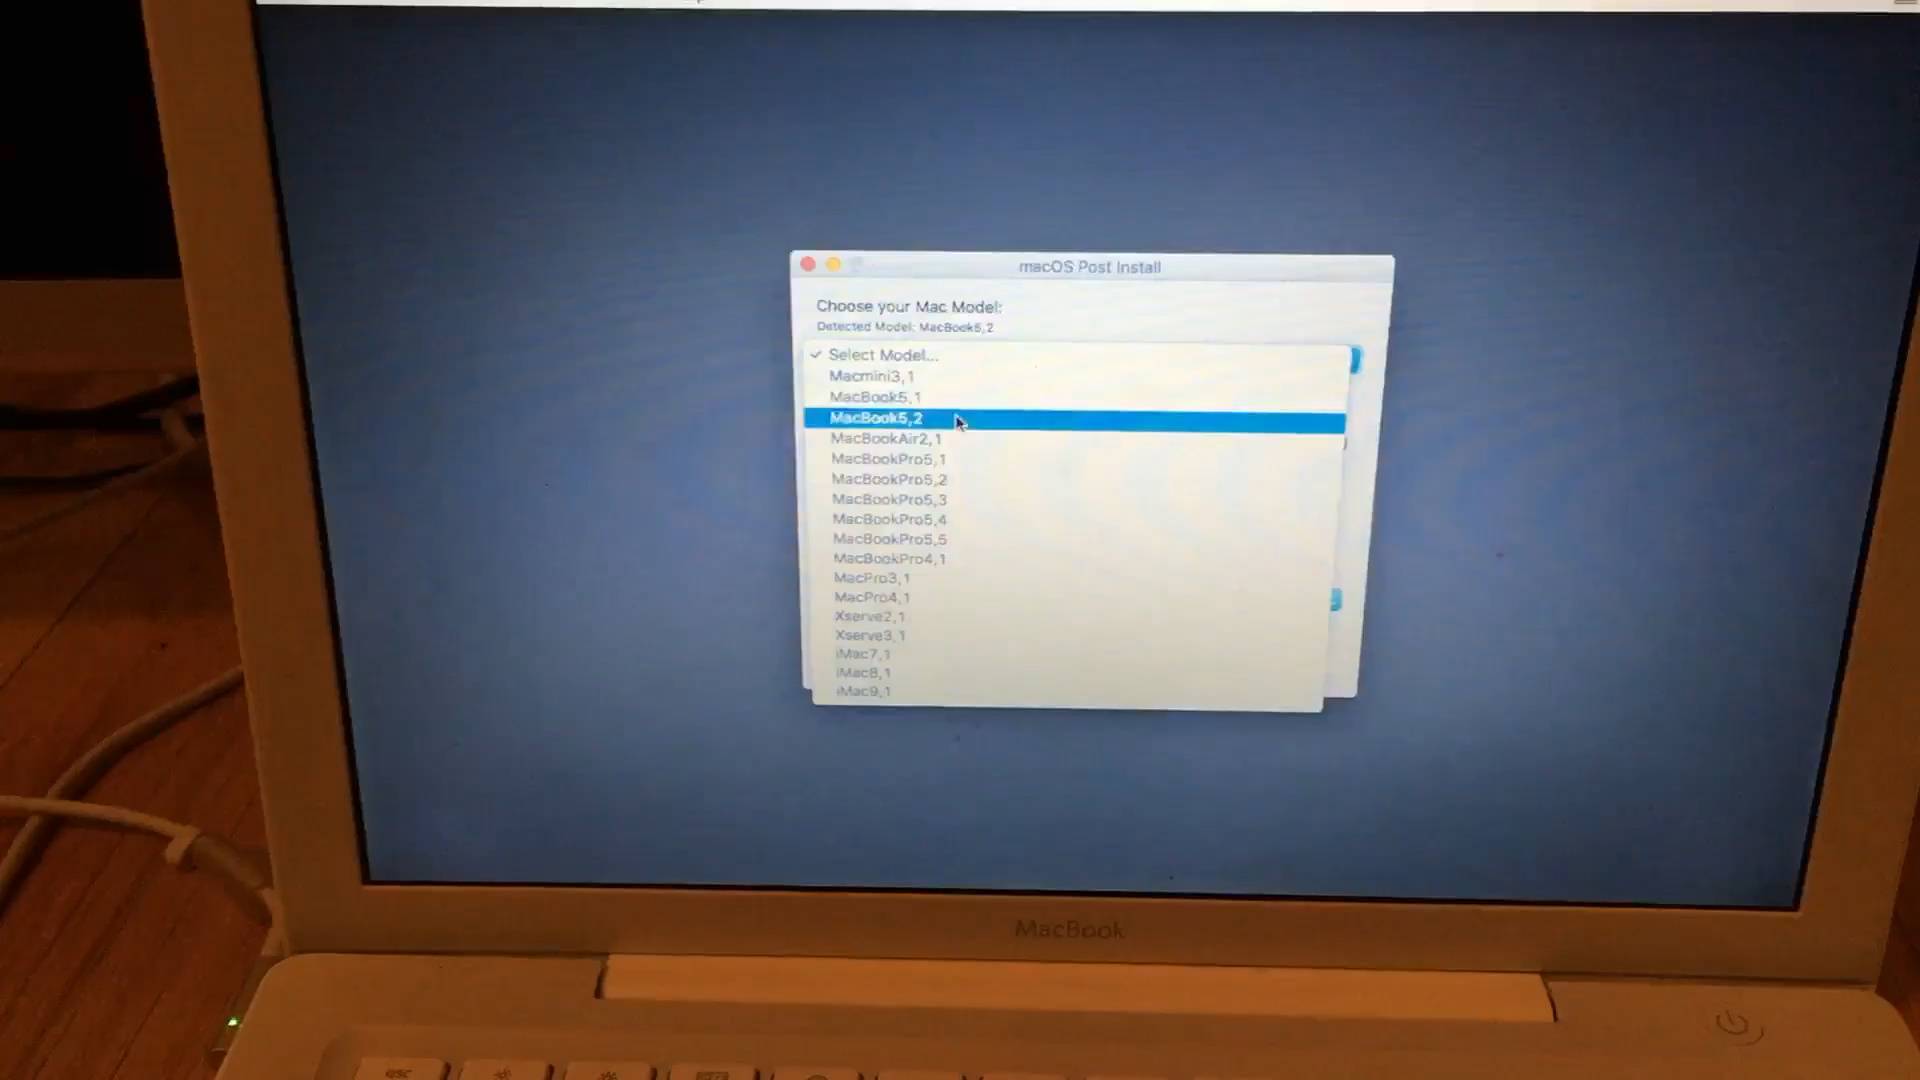 macOS Post Install
Choose your Mac Model:
Detected Model: MacBook5,2
✓ Select Model...
Macmini3,1
MacBook5,1
MacBook5,2
MacBookAir2,1
MacBookPro5,1
MacBookPro5,2
MacBookPro5,3
MacBookPro5,4
MacBookPro5,5
MacBookPro4,1
MacPro3,1
MacPro4,1
Xserve2,1
Xserve3,1
iMac7,1
iMac8,1
iMac9,1
MacBook
esc